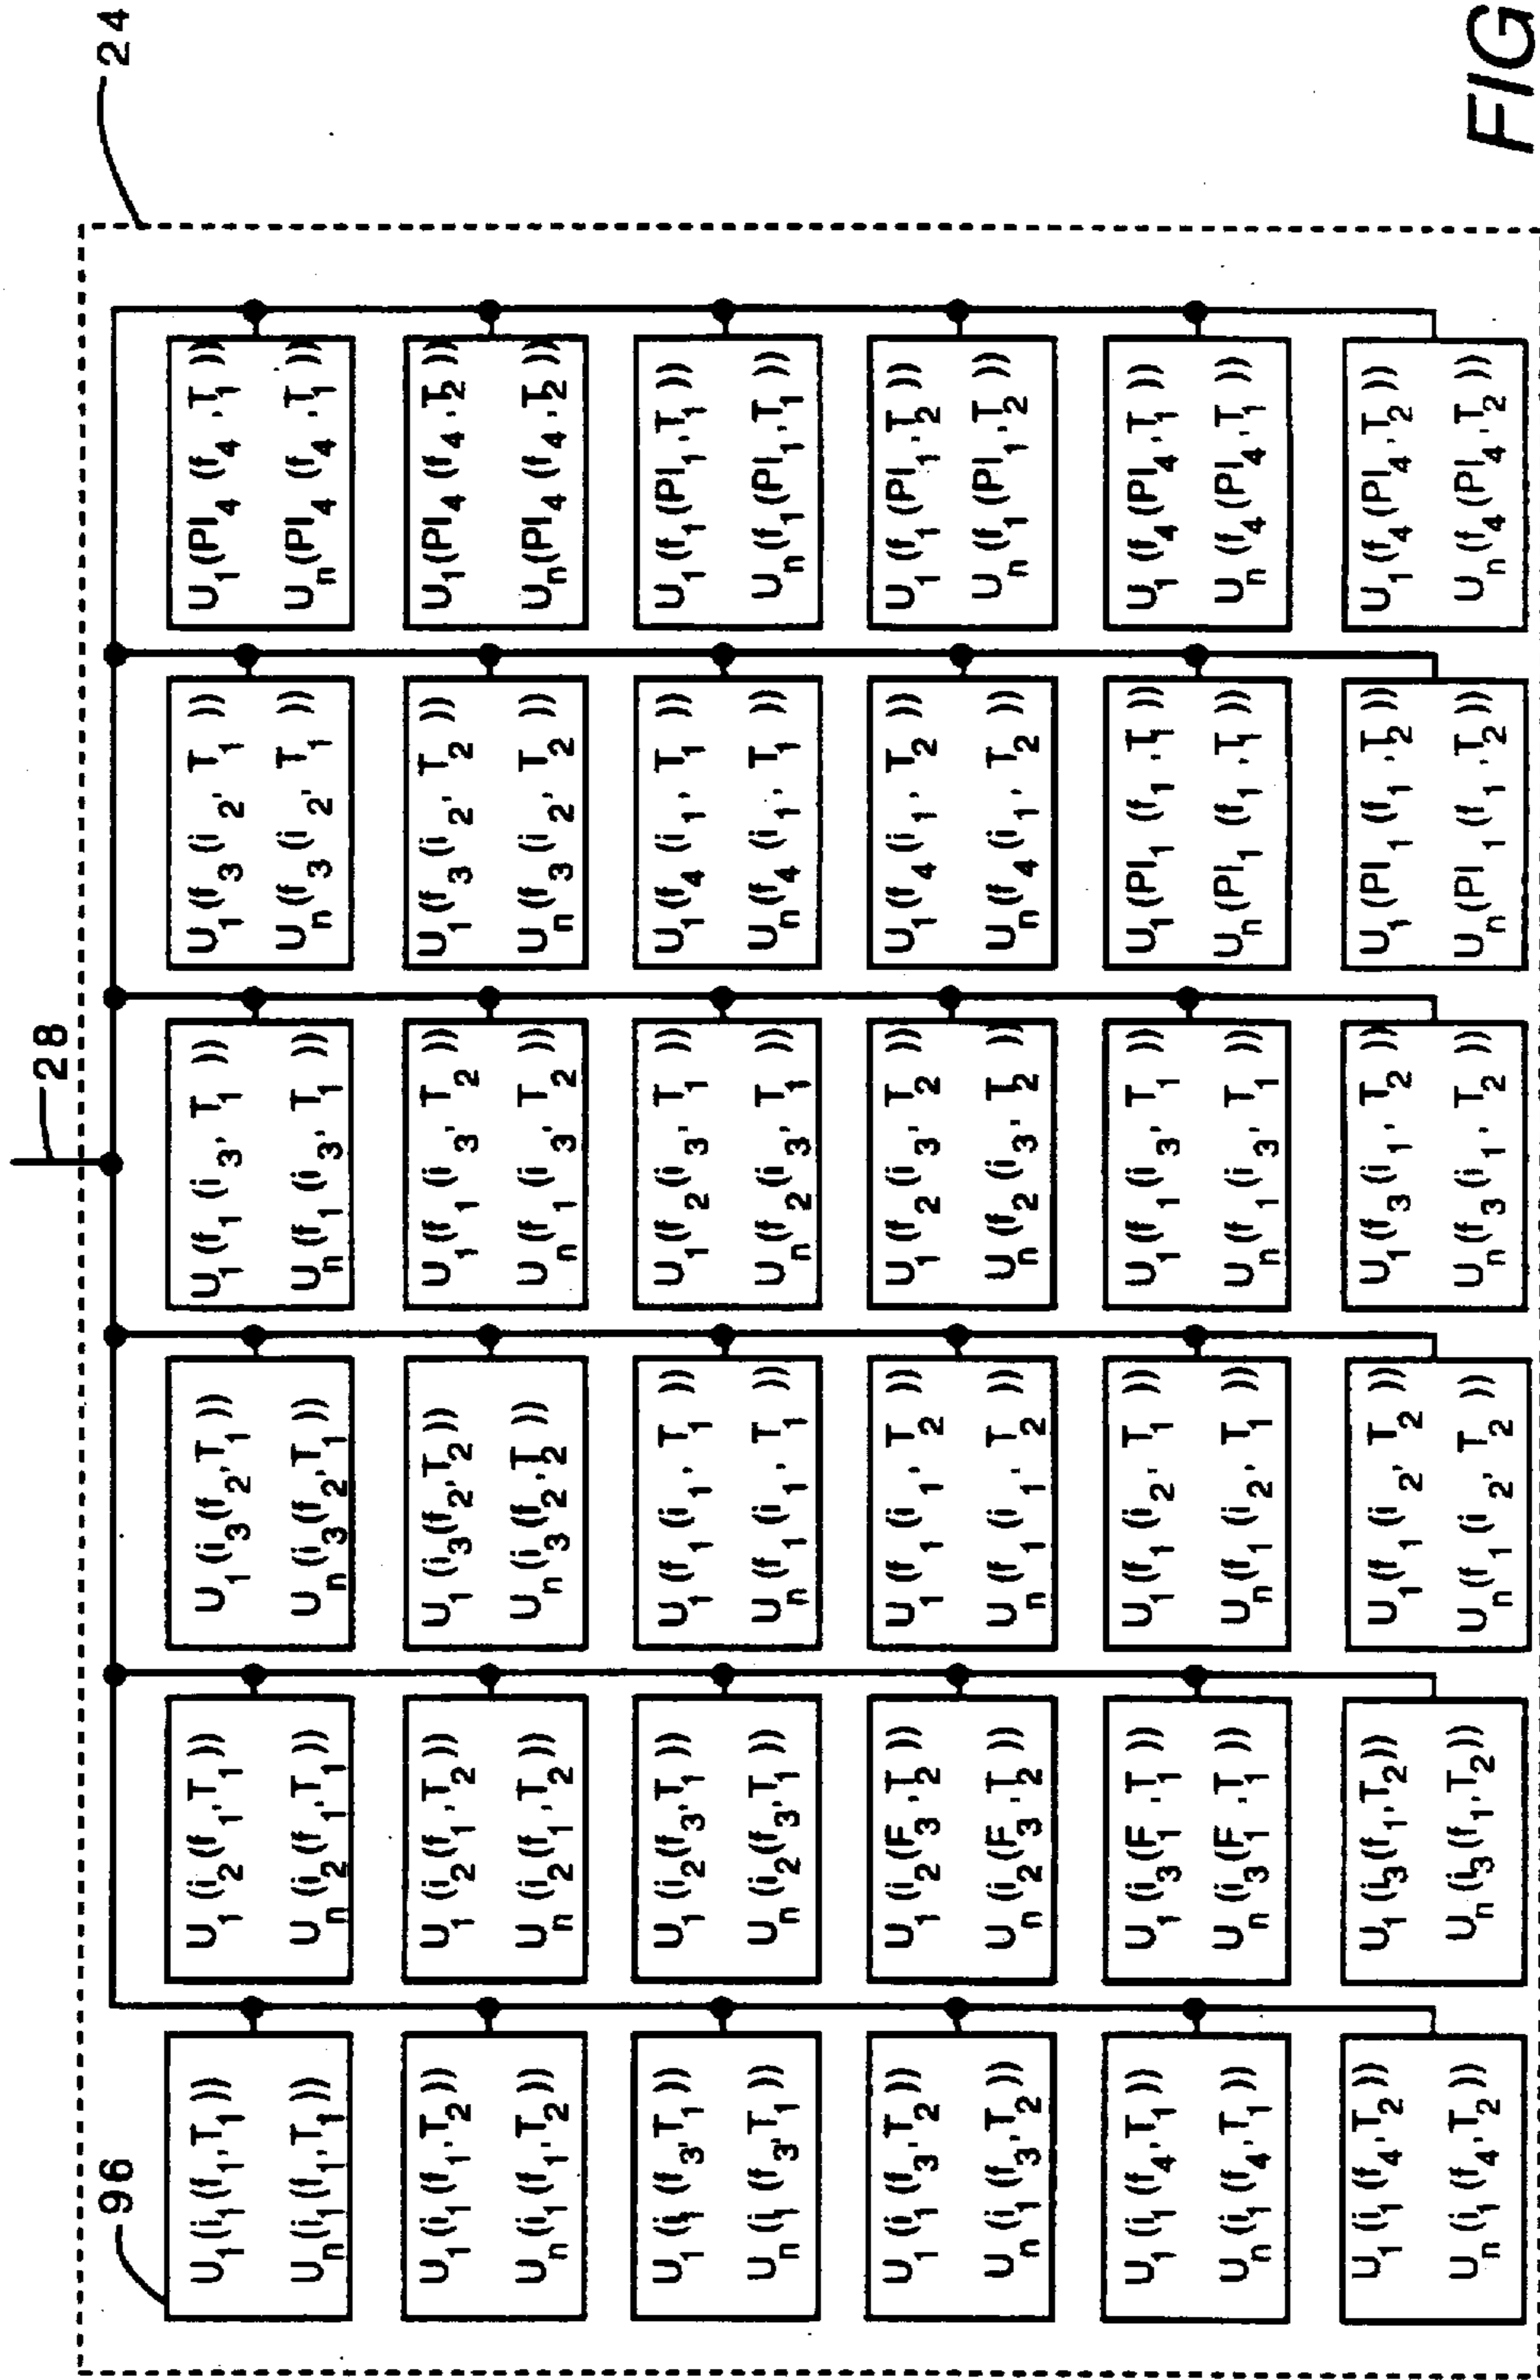 28
24
96
U₁(i₁(f₁,T₁))
Uₙ(i₁(f₁,T₁))
U₁(i₁(f₁,T₂))
Uₙ(i₁(f₁,T₂))
U₁(i₁(f₃,T₁))
Uₙ(i₁(f₃,T₁))
U₁(i₁(f₃,T₂))
Uₙ(i₁(f₃,T₂))
U₁(i₁(f₄,T₁))
Uₙ(i₁(f₄,T₁))
U₁(i₁(f₄,T₂))
Uₙ(i₁(f₄,T₂))
U₁(i₂(f₁,T₁))
Uₙ(i₂(f₁,T₁))
U₁(i₂(f₁,T₂))
Uₙ(i₂(f₁,T₂))
U₁(i₂(f₃,T₁))
Uₙ(i₂(f₃,T₁))
U₁(i₂(F₃,T₂))
Uₙ(i₂(F₃,T₂))
U₁(i₃(F₁,T₁))
Uₙ(i₃(F₁,T₁))
U₁(i₃(f₁,T₂))
Uₙ(i₃(f₁,T₂))
U₁(i₃(f₂,T₁))
Uₙ(i₃(f₂,T₁))
U₁(i₃(f₂,T₂))
Uₙ(i₃(f₂,T₂))
U₁(f₁(i₁,T₁))
Uₙ(f₁(i₁,T₁))
U₁(f₁(i₁,T₂))
Uₙ(f₁(i₁,T₂))
U₁(f₁(i₂,T₁))
Uₙ(f₁(i₂,T₁))
U₁(f₁(i₂,T₂))
Uₙ(f₁(i₂,T₂))
U₁(f₁(i₃,T₁))
Uₙ(f₁(i₃,T₁))
U₁(f₁(i₃,T₂))
Uₙ(f₁(i₃,T₂))
U₁(f₂(i₃,T₁))
Uₙ(f₂(i₃,T₁))
U₁(f₂(i₃,T₂))
Uₙ(f₂(i₃,T₂))
U₁(f₁(i₃,T₁))
Uₙ(f₁(i₃,T₁))
U₁(f₃(i₁,T₂))
Uₙ(f₃(i₁,T₂))
U₁(f₃(i₂,T₁))
Uₙ(f₃(i₂,T₁))
U₁(f₃(i₂,T₂))
Uₙ(f₃(i₂,T₂))
U₁(f₄(i₁,T₁))
Uₙ(f₄(i₁,T₁))
U₁(f₄(i₁,T₂))
Uₙ(f₄(i₁,T₂))
U₁(PI₁(f₁,T₁))
Uₙ(PI₁(f₁,T₁))
U₁(PI₁(f₁,T₂))
Uₙ(PI₁(f₁,T₂))
U₁(PI₄(f₄,T₁))
Uₙ(PI₄(f₄,T₁))
U₁(PI₄(f₄,T₂))
Uₙ(PI₄(f₄,T₂))
U₁(f₁(PI₁,T₁))
Uₙ(f₁(PI₁,T₁))
U₁(f₁(PI₁,T₂))
Uₙ(f₁(PI₁,T₂))
U₁(f₄(PI₄,T₁))
Uₙ(f₄(PI₄,T₁))
U₁(f₄(PI₄,T₂))
Uₙ(f₄(PI₄,T₂))
FIG